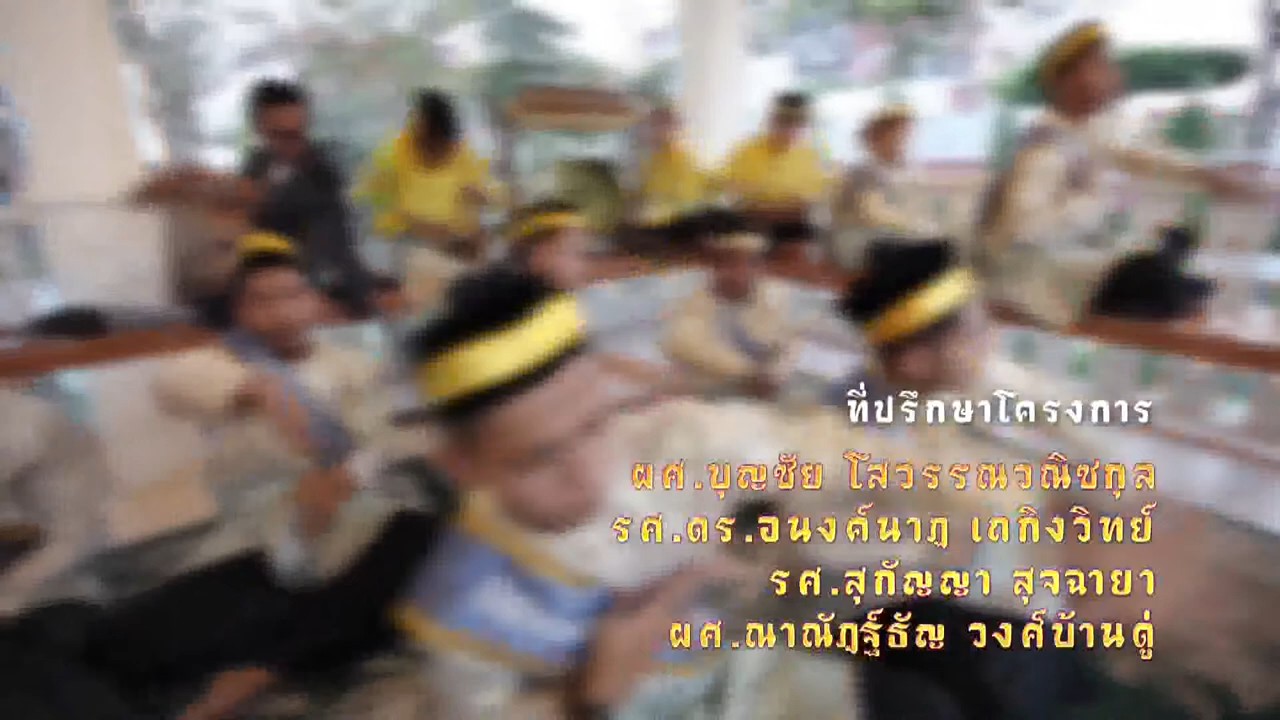 ที่ปรึกษาโครงการ
ผศ.บุญชัย โสวรรณวณิชกุล
รศ.ดร.อนงค์นาฏ เถกิงวิทย์
รศ.สุกัญญา สุจฉายา
ผศ.ณาณัฏฐ์ธัญ วงศ์บ้านดู่